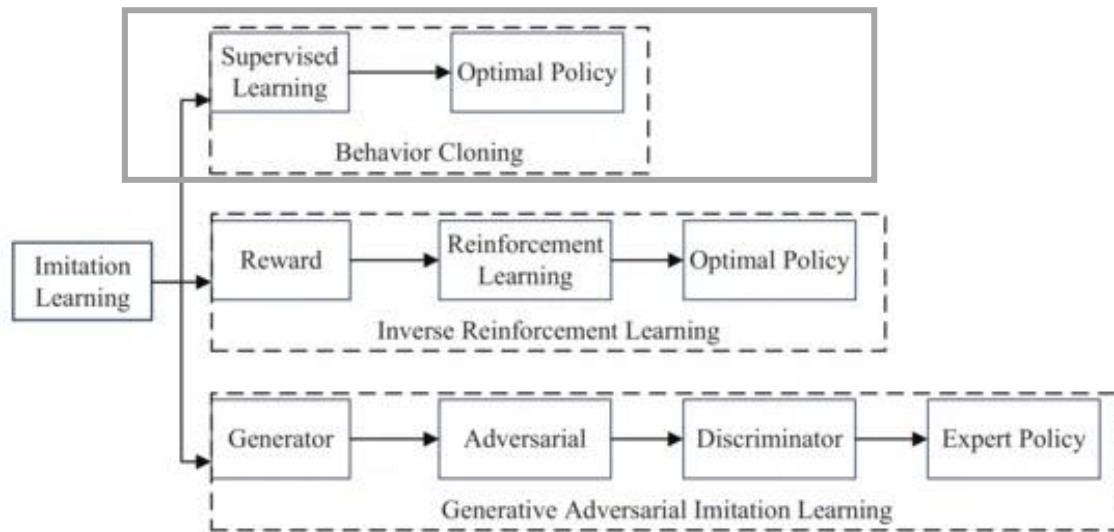 Supervised
Learning
Optimal Policy
Behavior Cloning
Imitation
Learning
Reward
Reinforcement
Learning
Optimal Policy
Inverse Reinforcement Learning
Generator
Adversarial
Discriminator
Expert Policy
Generative Adversarial Imitation Learning